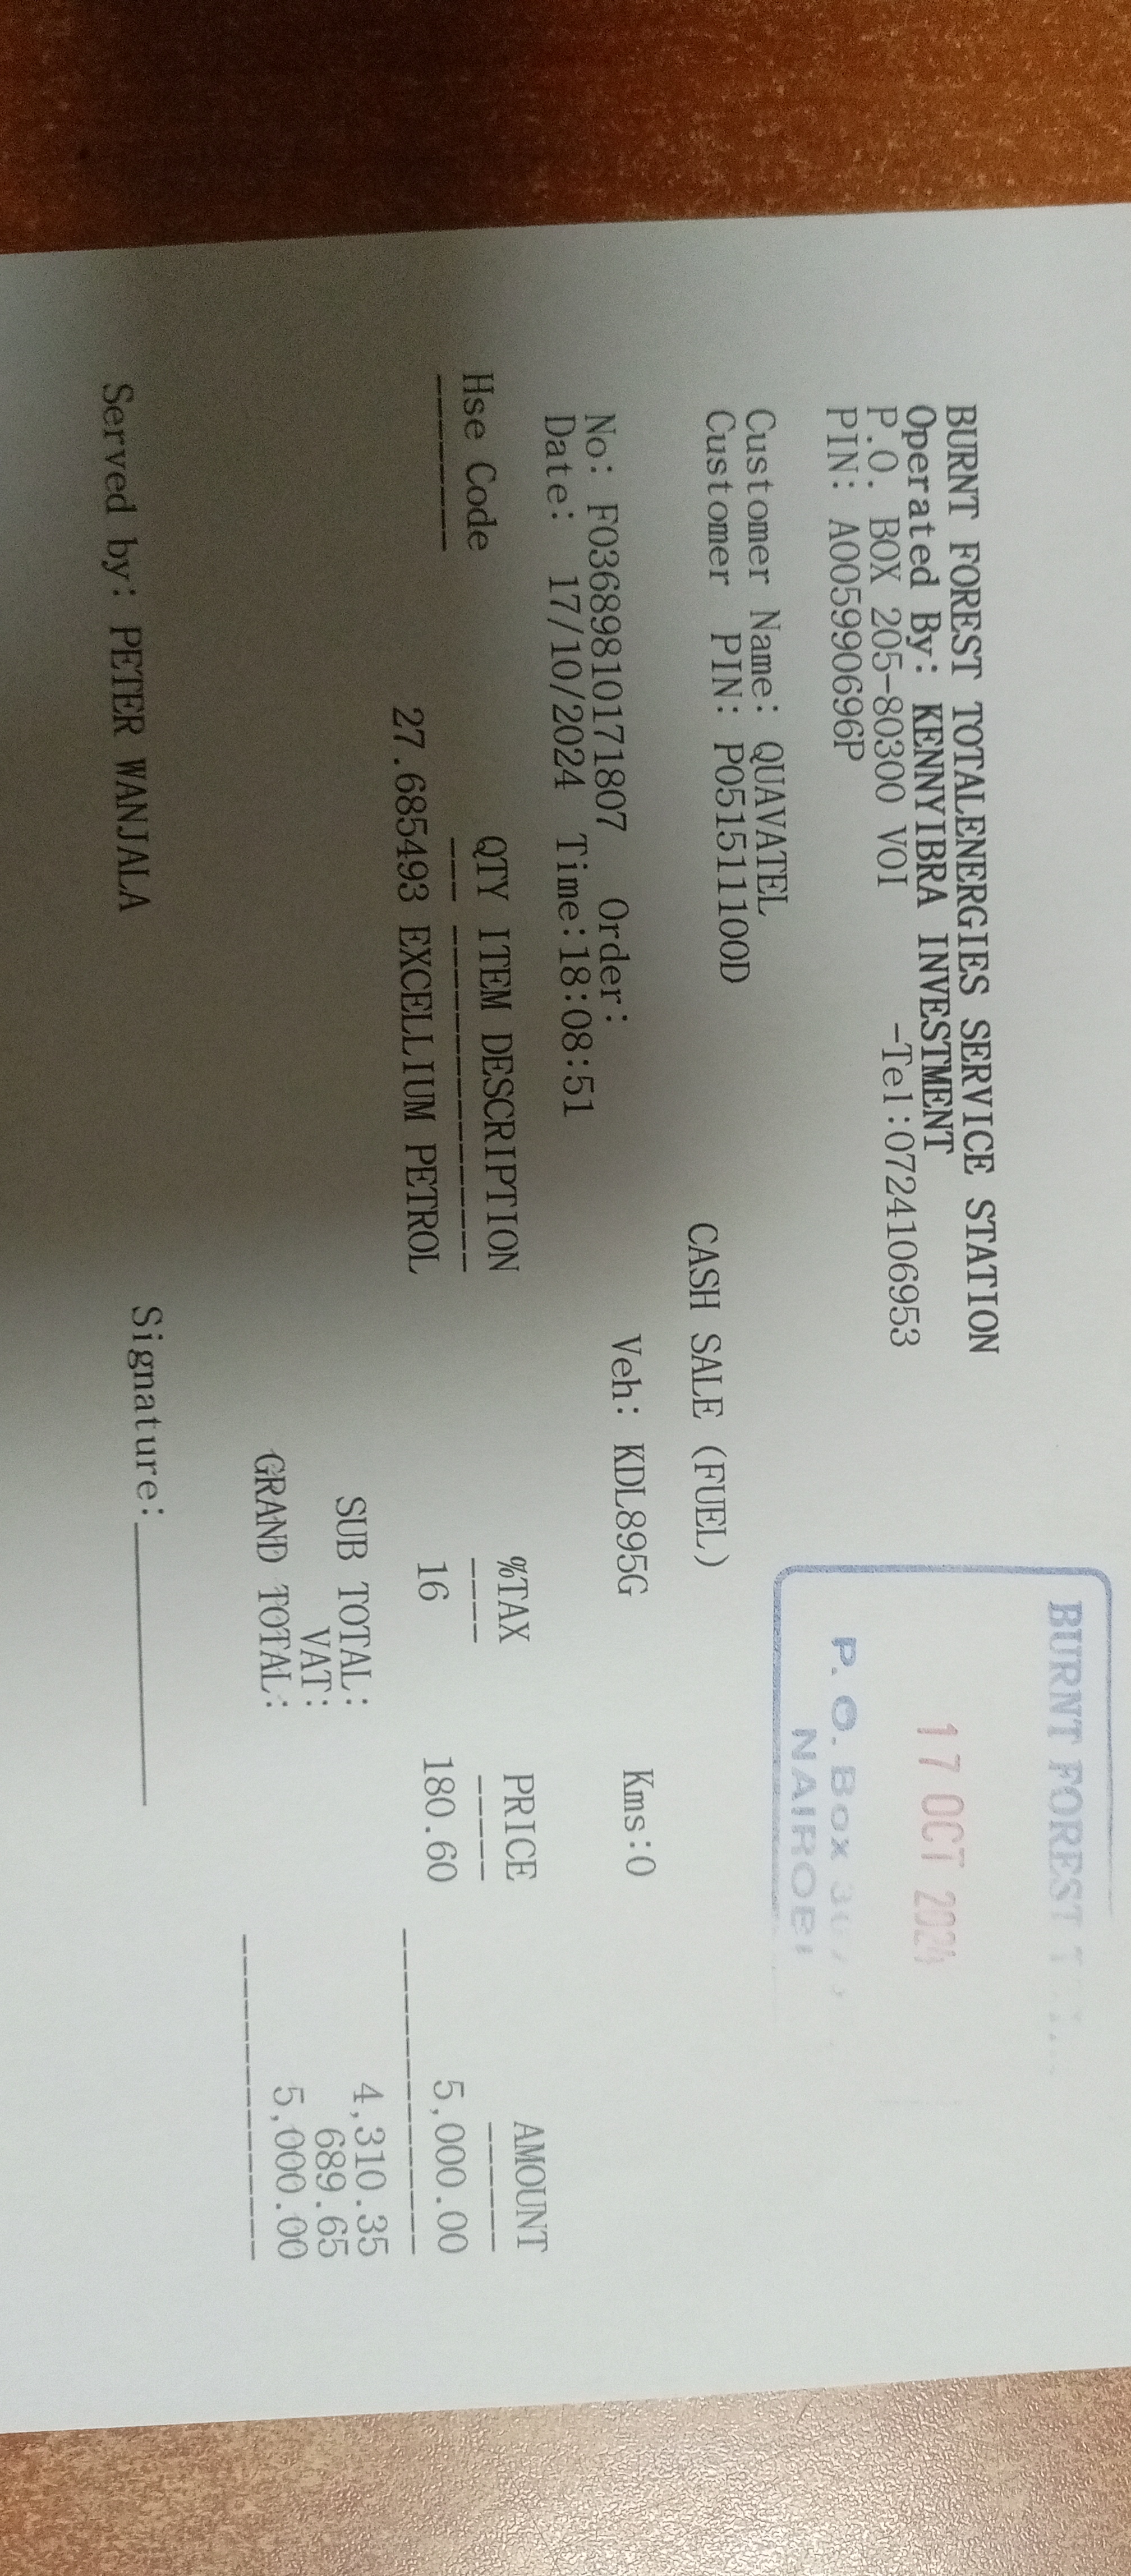 BURNT FOREST TOTALENERGIES SERVICE STATION
Operated By: KENNYIBRA INVESTMENT
P.O. BOX 205-80300 VOI -Tel:0724106953
PIN: A005990696P
BURNT FOREST
17 OCT 2024
P. O. Box
NAIROBI
Customer Name: QUAVATEL
Customer PIN: P051511100D
CASH SALE (FUEL)
No: F03689810171807 Order: Veh: KDL895G Kms:0
Date: 17/10/2024 Time:18:08:51
Hse Code QTY ITEM DESCRIPTION %TAX PRICE AMOUNT
27.685493 EXCELLIUM PETROL 16 180.60 5,000.00
SUB TOTAL: 4,310.35
VAT: 689.65
GRAND TOTAL: 5,000.00
Served by: PETER WANJALA Signature: